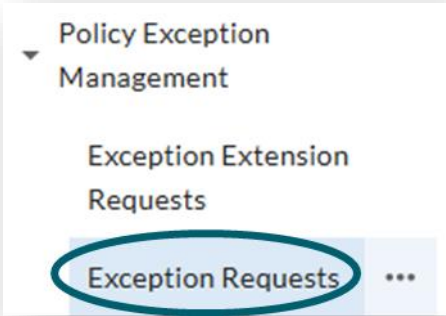 Policy Exception
Management
Exception Extension
Requests
Exception Requests